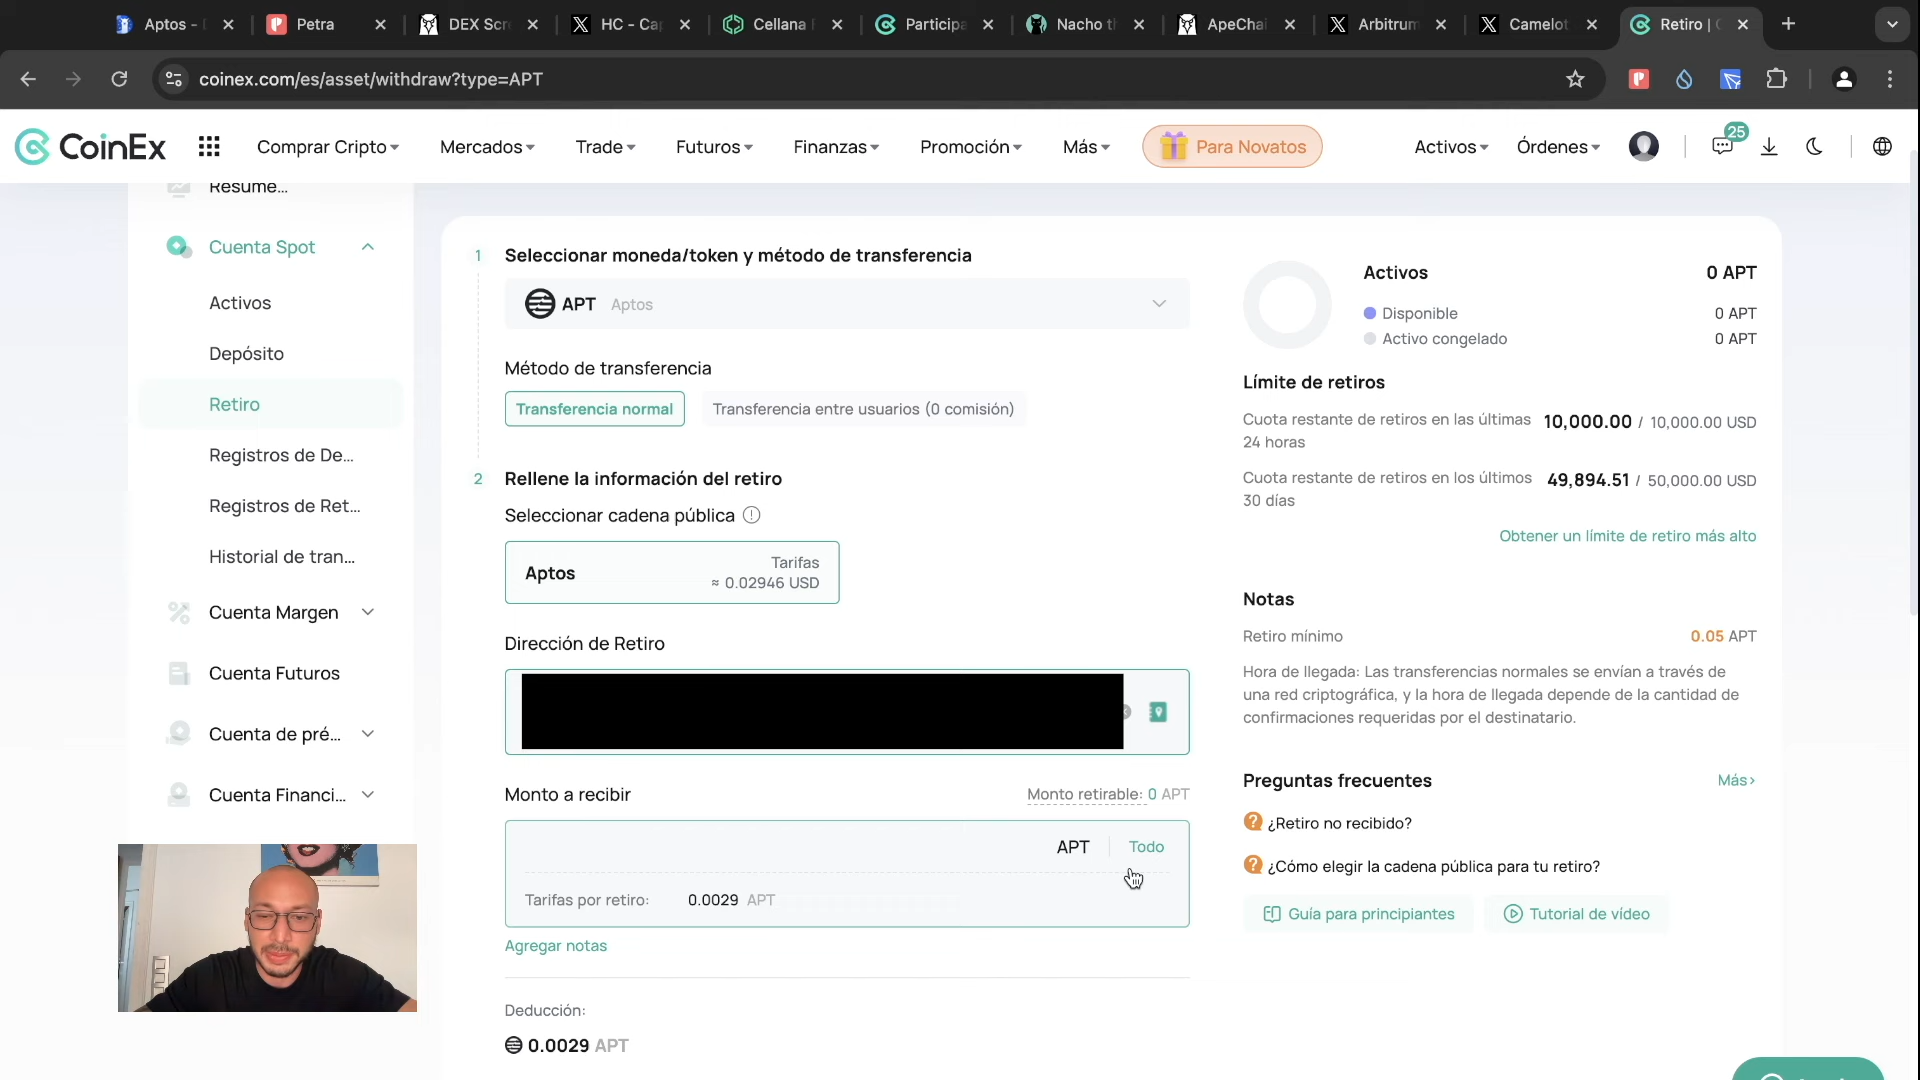 Aptos -
Petra
DEX Scr
HC - Ca
Cellana
Participa
Nacho t
ApeChai
Arbitrum
Camelot
Retiro |
coinex.com/es/asset/withdraw?type=APT
CoinEx
Comprar Cripto
Mercados
Trade
Futuros
Finanzas
Promoción
Más
Para Novatos
Activos
Órdenes
25
Resume...
Cuenta Spot
Activos
Depósito
Retiro
Registros de De...
Registros de Ret...
Historial de tran...
Cuenta Margen
Cuenta Futuros
Cuenta de pré...
Cuenta Financi...
1 Seleccionar moneda/token y método de transferencia
APT Aptos
Método de transferencia
Transferencia normal
Transferencia entre usuarios (0 comisión)
2 Rellene la información del retiro
Seleccionar cadena pública
Aptos
Tarifas
≈ 0.02946 USD
Dirección de Retiro
Monto a recibir
Monto retirable: 0 APT
APT
Todo
Tarifas por retiro: 0.0029 APT
Agregar notas
Deducción:
0.0029 APT
Activos 0 APT
Disponible 0 APT
Activo congelado 0 APT
Límite de retiros
Cuota restante de retiros en las últimas 10,000.00 / 10,000.00 USD
24 horas
Cuota restante de retiros en los últimos 49,894.51 / 50,000.00 USD
30 días
Obtener un límite de retiro más alto
Notas
Retiro mínimo 0.05 APT
Hora de llegada: Las transferencias normales se envían a través de
una red criptográfica, y la hora de llegada depende de la cantidad de
confirmaciones requeridas por el destinatario.
Preguntas frecuentes
Más
¿Retiro no recibido?
¿Cómo elegir la cadena pública para tu retiro?
Guía para principiantes
Tutorial de vídeo